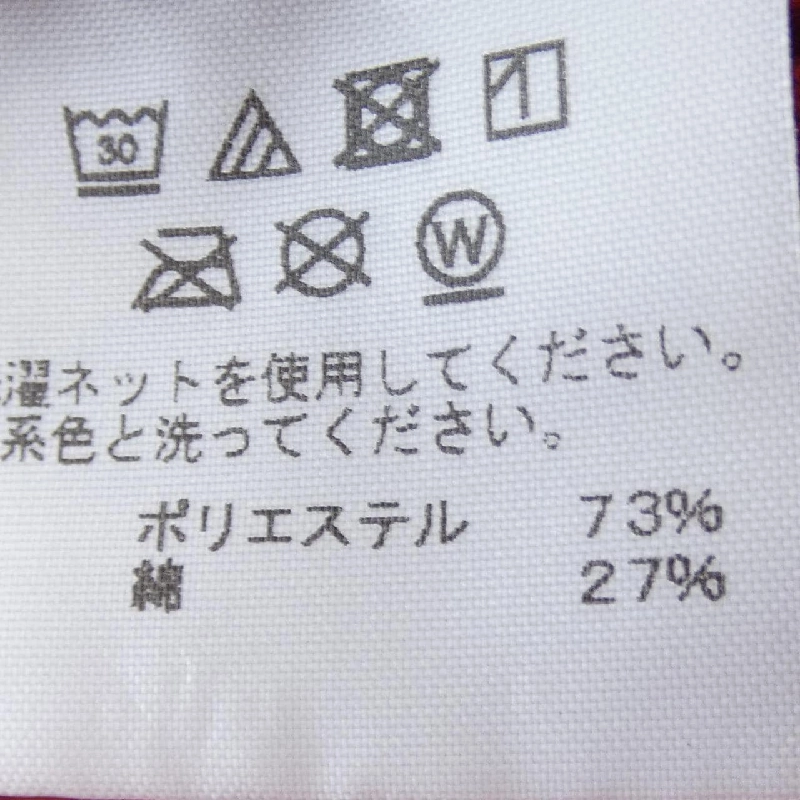 30
W
濯ネットを使用してください。
系色と洗ってください。
ポリエステル 73%
綿 27%